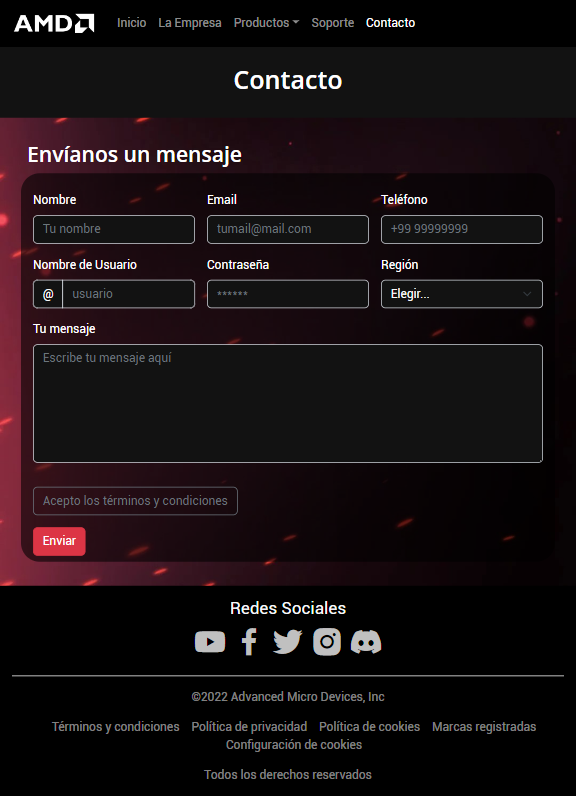 AMD Inicio La Empresa Productos Soporte Contacto
Contacto
Envíanos un mensaje
Nombre Email Teléfono
Tu nombre tumail@mail.com +99 99999999
Nombre de Usuario Contraseña Región
@ usuario ****** Elegir...
Tu mensaje
Escribe tu mensaje aquí
Acepto los términos y condiciones
Enviar
Redes Sociales
©2022 Advanced Micro Devices, Inc
Términos y condiciones Política de privacidad Política de cookies Marcas registradas
Configuración de cookies
Todos los derechos reservados